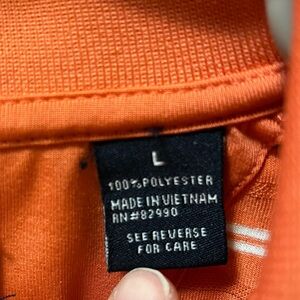 L
100% POLYESTER
MADE IN VIETNAM
RN#82990
SEE REVERSE
FOR CARE